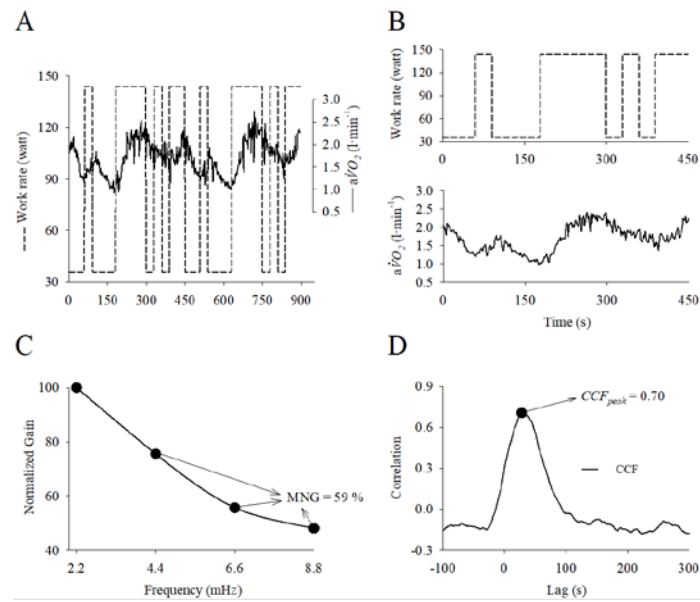 A
Work rate (watt)
150
120
90
60
30
0 150 300 450 600 750 900
3.0
2.5
2.0
1.5
1.0
0.5
aV̇O₂ (l·min⁻¹)
B
Work rate (watt)
150
120
90
60
30
0 150 300 450
aV̇O₂ (l·min⁻¹)
3.0
2.5
2.0
1.5
1.0
0.5
0 150 300 450
Time (s)
C
Normalized Gain
100
80
60
40
MNG = 59 %
2.2 4.4 6.6 8.8
Frequency (mHz)
D
Correlation
0.9
0.6
0.3
0.0
-0.3
CCFpeak = 0.70
CCF
-100 0 100 200 300
Lag (s)